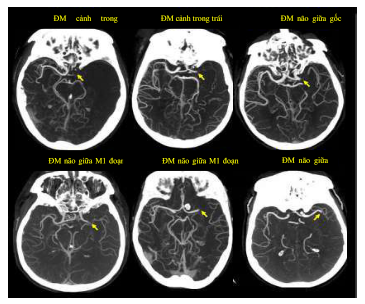 ĐM cảnh trong
ĐM cảnh trong trái
ĐM não giữa gốc
ĐM não giữa M1 đoạn
ĐM não giữa M1 đoạn
ĐM não giữa